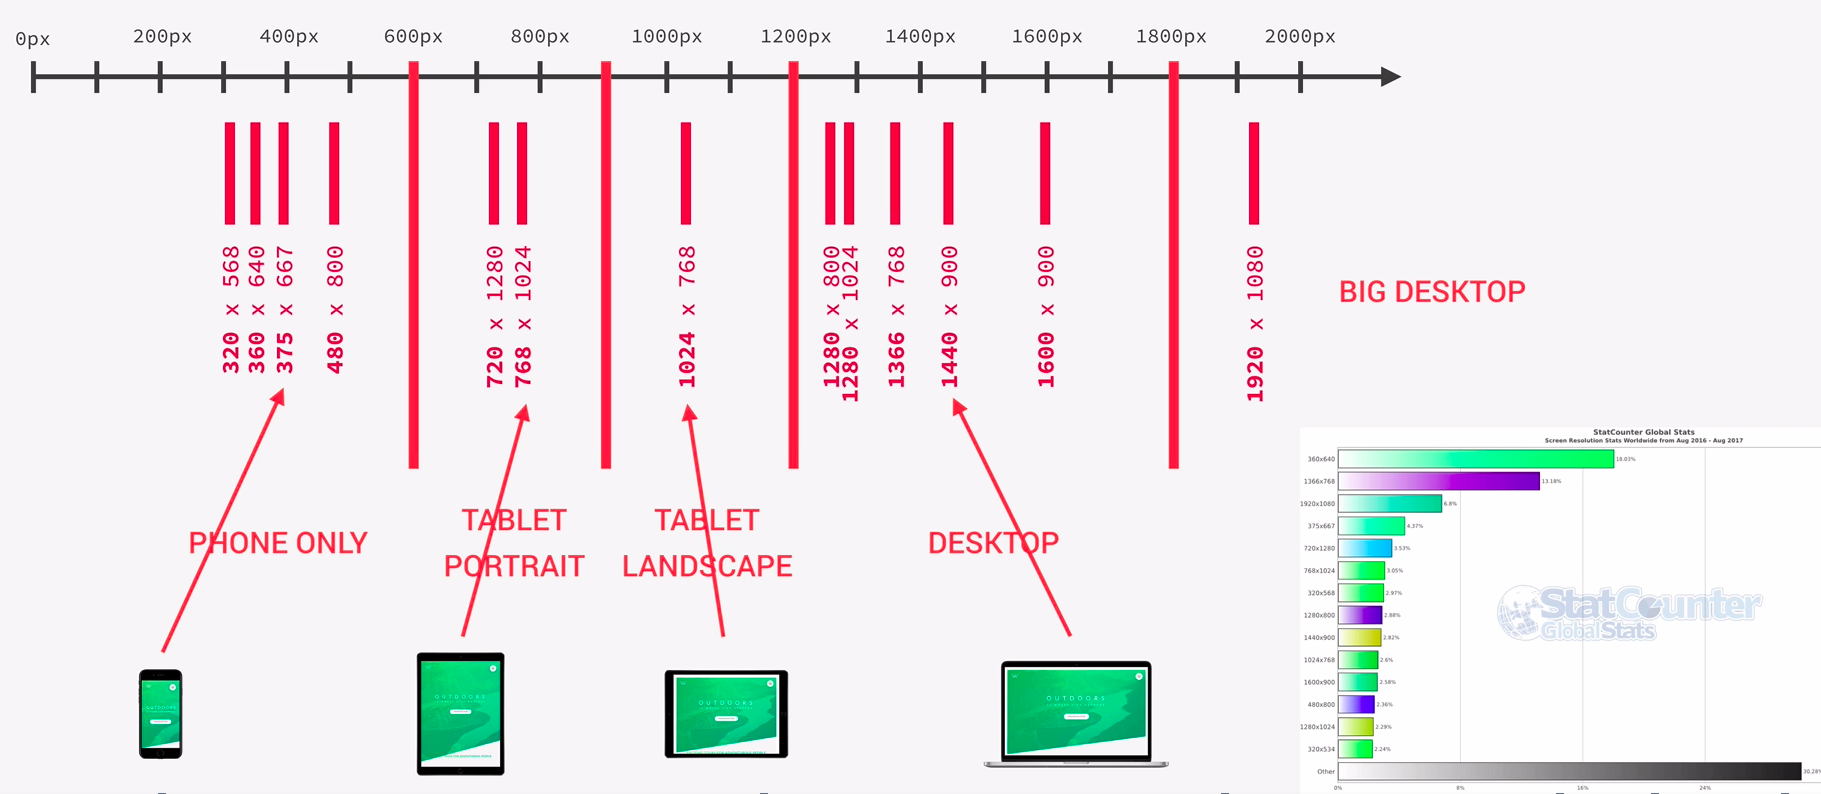 0px 200px 400px 600px 800px 1000px 1200px 1400px 1600px 1800px 2000px
320 x 568
360 x 640
375 x 667
480 x 800
720 x 1280
768 x 1024
1024 x 768
1280 x 800
1280 x 1024
1366 x 768
1440 x 900
1600 x 900
1920 x 1080
BIG DESKTOP
PHONE ONLY
TABLET
PORTRAIT
TABLET
LANDSCAPE
DESKTOP
OUTDOORS
OUTDOORS
OUTDOORS
StatCounter Global Stats
Screen Resolution Stats Worldwide from Aug 2016 - Aug 2017
360x640 18.03%
1366x768 13.18%
1920x1080 6.8%
375x667 4.37%
720x1280 3.53%
768x1024 3.05%
320x568 2.97%
1280x800 2.88%
1440x900 2.82%
1024x768 2.6%
1600x900 2.58%
480x800 2.36%
1280x1024 2.29%
320x534 2.24%
Other 30.28%
0% 8% 16% 24%
StatCounter
GlobalStats